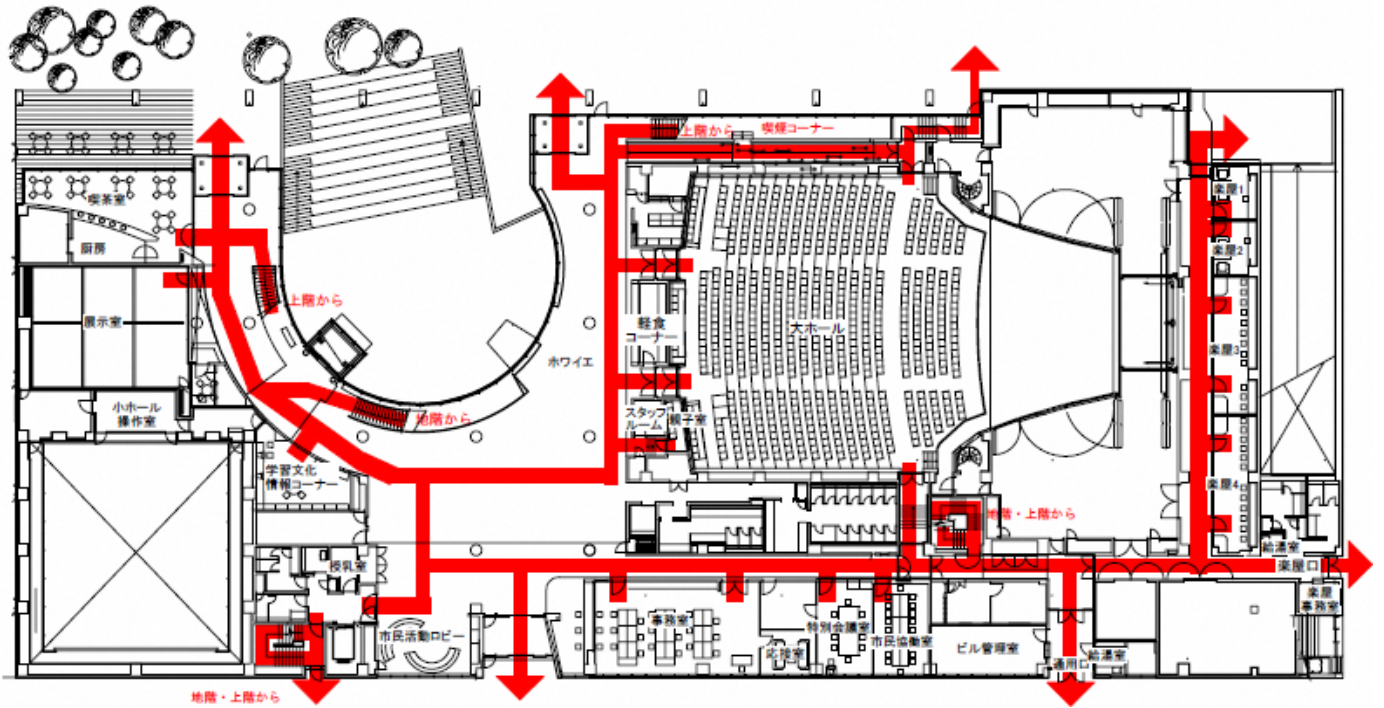 上階から
喫煙コーナー
喫茶室
楽屋1
厨房
楽屋2
上階から
展示室
軽食
コーナー
大ホール
楽屋3
ホワイエ
小ホール
操作室
地階から
スタッフ
ルーム
親子室
学習文化
情報コーナー
楽屋4
地階・上階から
給湯室
授乳室
楽屋口
楽屋
事務室
事務室
市民活動ロビー
特別会議室
市民協働室
応接室
ビル管理室
通用口
給湯室
地階・上階から